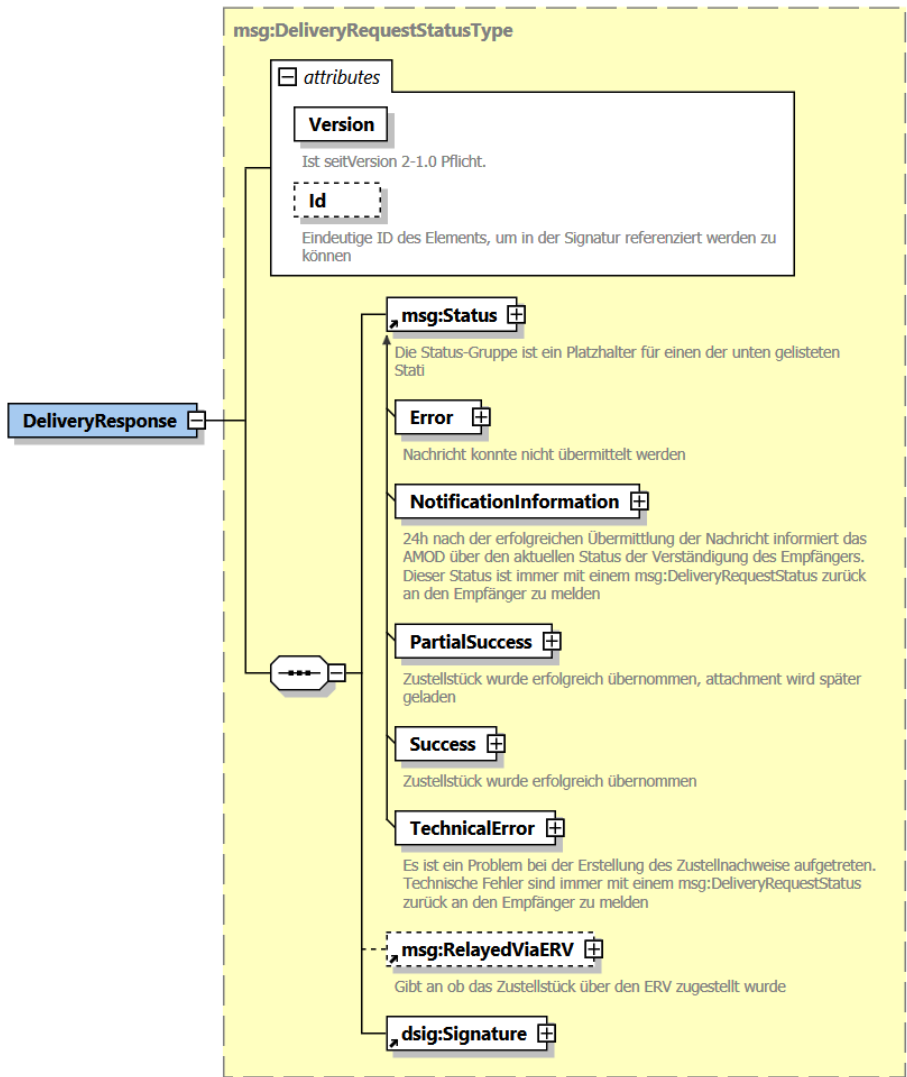 msg:DeliveryRequestStatusType
attributes
Version
Ist seitVersion 2-1.0 Pflicht.
Id
Eindeutige ID des Elements, um in der Signatur referenziert werden zu
können
msg:Status
Die Status-Gruppe ist ein Platzhalter für einen der unten gelisteten
Stati
DeliveryResponse
Error
Nachricht konnte nicht übermittelt werden
NotificationInformation
24h nach der erfolgreichen Übermittlung der Nachricht informiert das
AMOD über den aktuellen Status der Verständigung des Empfängers.
Dieser Status ist immer mit einem msg:DeliveryRequestStatus zurück
an den Empfänger zu melden
PartialSuccess
Zustellstück wurde erfolgreich übernommen, attachment wird später
geladen
Success
Zustellstück wurde erfolgreich übernommen
TechnicalError
Es ist ein Problem bei der Erstellung des Zustellnachweise aufgetreten.
Technische Fehler sind immer mit einem msg:DeliveryRequestStatus
zurück an den Empfänger zu melden
msg:RelayedViaERV
Gibt an ob das Zustellstück über den ERV zugestellt wurde
dsig:Signature